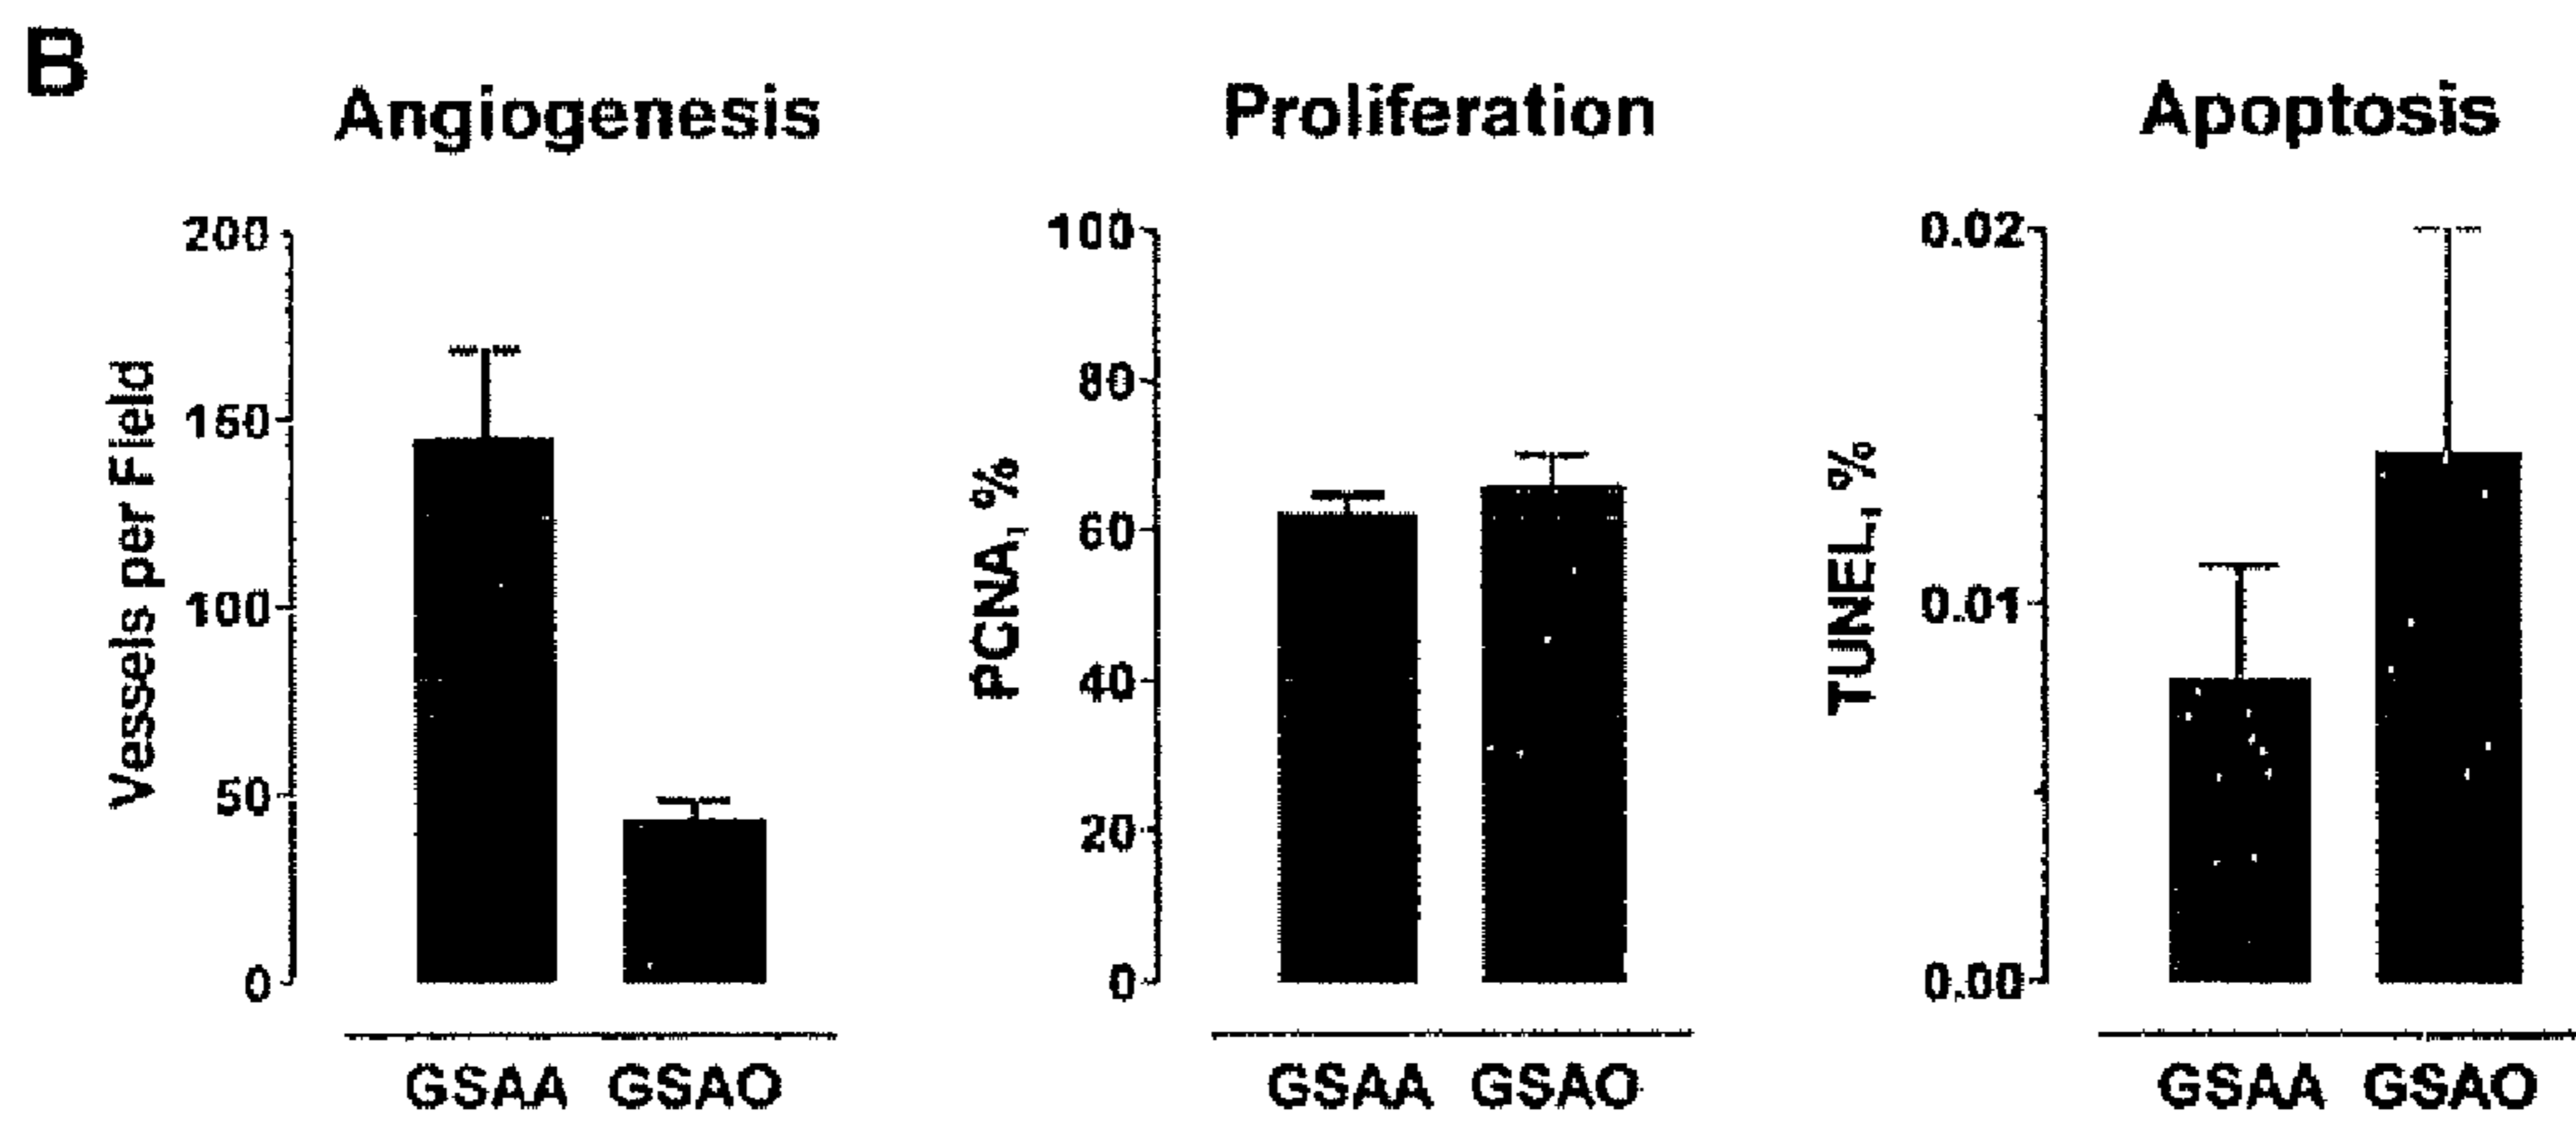 B
Angiogenesis
Vessels per Field
200
150
100
50
0
GSAA GSAO
Proliferation
PCNA, %
100
80
60
40
20
0
GSAA GSAO
Apoptosis
TUNEL, %
0.02
0.01
0.00
GSAA GSAO